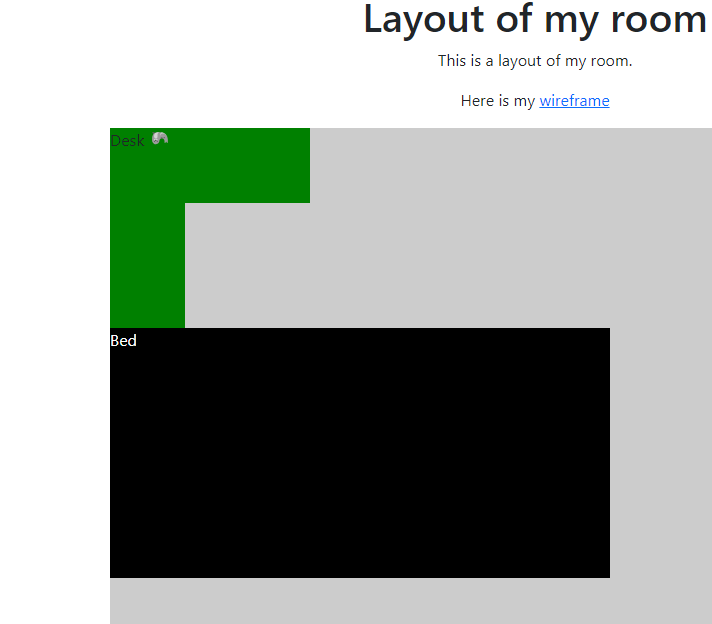 Layout of my room
This is a layout of my room.
Here is my wireframe
Desk
Bed